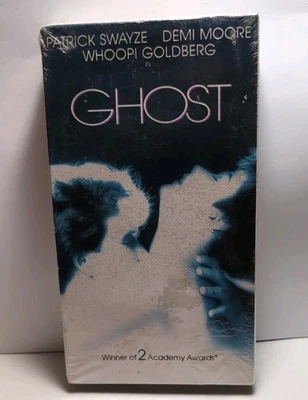 PATRICK SWAYZE DEMI MOORE
WHOOPI GOLDBERG
IN
GHOST
Winner of 2 Academy Awards®